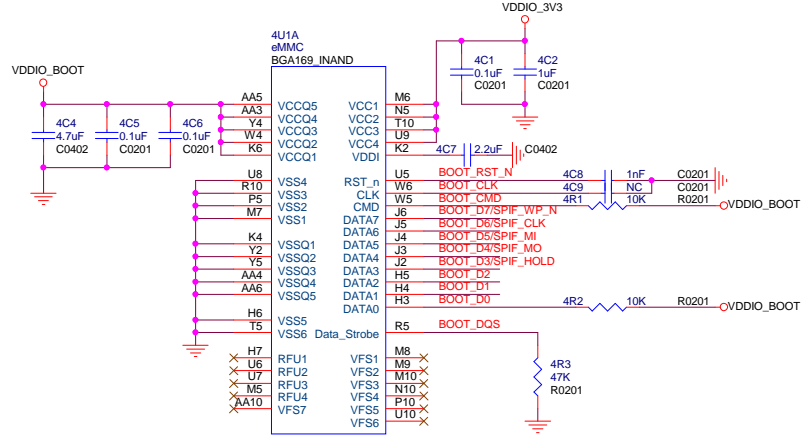 VDDIO_3V3
4U1A
eMMC
BGA169_INAND
VDDIO_BOOT
4C1
0.1uF
C0201
4C2
1uF
C0201
4C4
4.7uF
C0402
4C5
0.1uF
C0201
4C6
0.1uF
C0201
AA5 VCCQ5 VCC1 M6
AA3 VCCQ4 VCC2 N5
Y4 VCCQ3 VCC3 T10
W4 VCCQ2 VCC4 U9
K6 VCCQ1 VDDI K2 4C7 2.2uF C0402
U8 VSS4 RST_n U5 BOOT_RST_N 4C8 1nF C0201
R10 VSS3 CLK W6 BOOT_CLK 4C9 NC C0201
P5 VSS2 CMD W5 BOOT_CMD 4R1 10K R0201 VDDIO_BOOT
M7 VSS1 DATA7 J6 BOOT_D7/SPIF_WP_N
DATA6 J5 BOOT_D6/SPIF_CLK
K4 VSSQ1 DATA5 J4 BOOT_D5/SPIF_MI
Y2 VSSQ2 DATA4 J3 BOOT_D4/SPIF_MO
Y5 VSSQ3 DATA3 J2 BOOT_D3/SPIF_HOLD
AA4 VSSQ4 DATA2 H5 BOOT_D2
AA6 VSSQ5 DATA1 H4 BOOT_D1
DATA0 H3 BOOT_D0 4R2 10K R0201 VDDIO_BOOT
H6 VSS5
T5 VSS6 Data_Strobe R5 BOOT_DQS
H7 RFU1 VFS1 M8
U6 RFU2 VFS2 M9
U7 RFU3 VFS3 M10
M5 RFU4 VFS4 N10
AA10 VFS7 VFS5 P10
VFS6 U10
4R3
47K
R0201